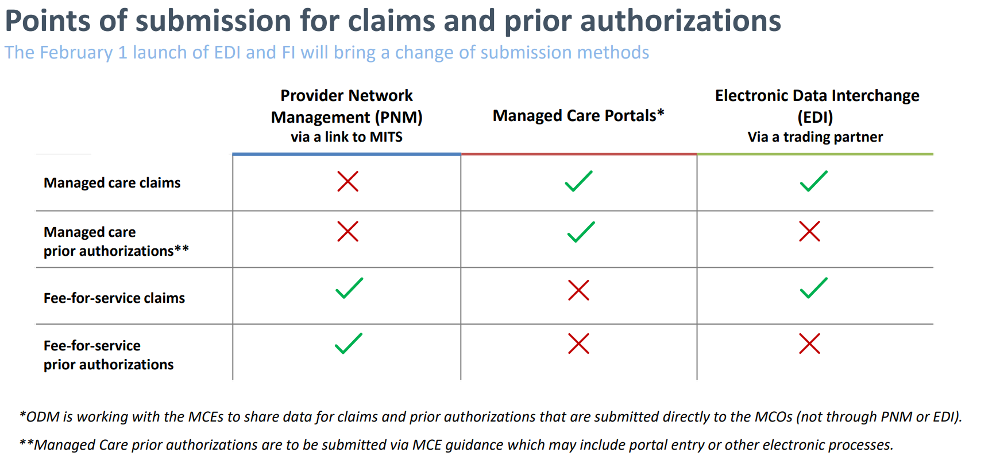 Points of submission for claims and prior authorizations
The February 1 launch of EDI and FI will bring a change of submission methods
Provider Network
Management (PNM)
via a link to MITS
Managed Care Portals*
Electronic Data Interchange
(EDI)
Via a trading partner
Managed care claims
Managed care
prior authorizations**
Fee-for-service claims
Fee-for-service
prior authorizations
*ODM is working with the MCEs to share data for claims and prior authorizations that are submitted directly to the MCOs (not through PNM or EDI).
**Managed Care prior authorizations are to be submitted via MCE guidance which may include portal entry or other electronic processes.